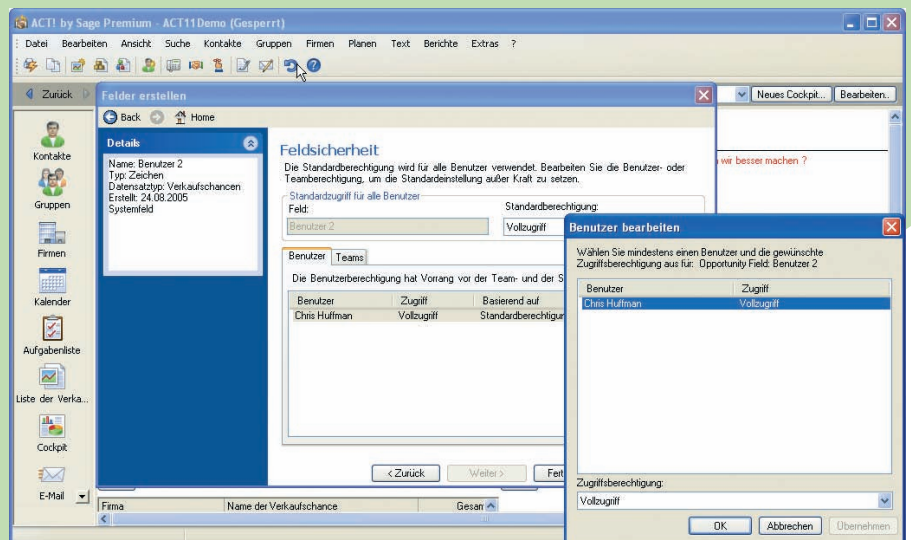 ACT! by Sage Premium - ACT11Demo (Gesperrt)
Datei Bearbeiten Ansicht Suche Kontakte Gruppen Firmen Planen Text Berichte Extras ?
Zurück
Neues Cockpit... Bearbeiten..
Kontakte
Gruppen
Firmen
Kalender
Aufgabenliste
Liste der Verka...
Cockpit
E-Mail
Felder erstellen
Back Home
Details
Name: Benutzer 2
Typ: Zeichen
Datensatztyp: Verkaufschancen
Erstellt: 24.08.2005
Systemfeld
Feldsicherheit
Die Standardberechtigung wird für alle Benutzer verwendet. Bearbeiten Sie die Benutzer- oder
Teamberechtigung, um die Standardeinstellung außer Kraft zu setzen.
Standardzugriff für alle Benutzer
Feld: Standardberechtigung:
Benutzer 2 Vollzugriff
Benutzer Teams
Die Benutzerberechtigung hat Vorrang vor der Team- und der S
Benutzer Zugriff Basierend auf
Chris Huffman Vollzugriff Standardberechtigur
< Zurück Weiter > Fert
wir besser machen ?
Benutzer bearbeiten
Wählen Sie mindestens einen Benutzer und die gewünschte
Zugriffsberechtigung aus für: Opportunity Field: Benutzer 2
Benutzer Zugriff
Chris Huffman Vollzugriff
Zugriffsberechtigung:
Vollzugriff
OK Abbrechen Übernehmen
Firma Name der Verkaufschance Gesam